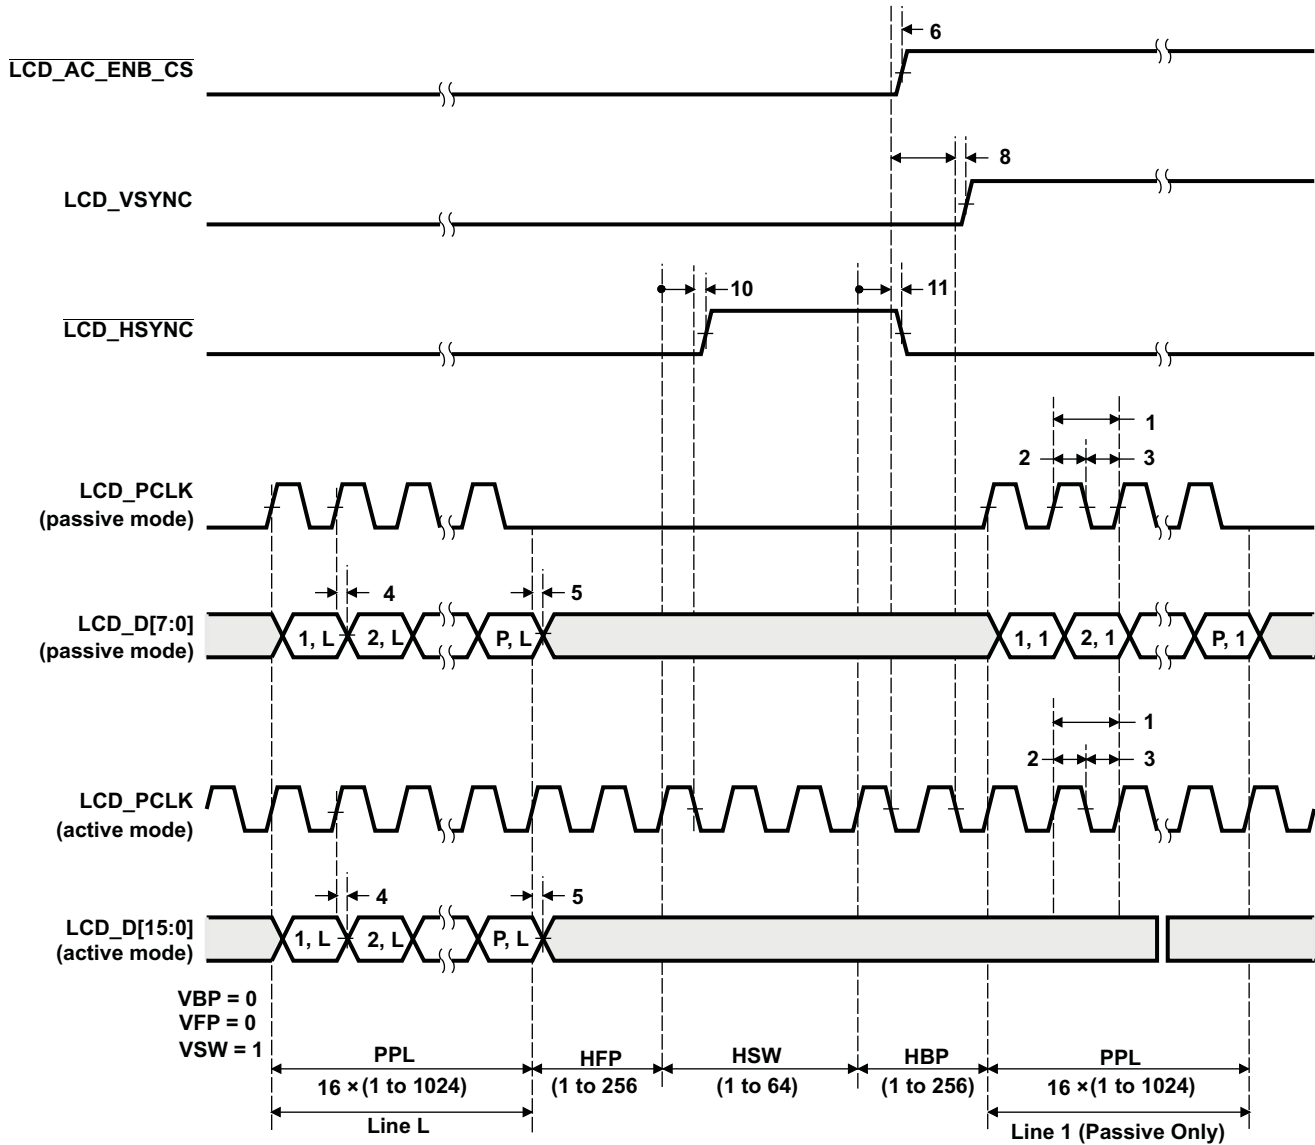 6
LCD_AC_ENB_CS
8
LCD_VSYNC
10
11
LCD_HSYNC
1
2
3
LCD_PCLK
(passive mode)
4
5
LCD_D[7:0]
(passive mode)
1, L
2, L
P, L
1, 1
2, 1
P, 1
1
2
3
LCD_PCLK
(active mode)
4
5
LCD_D[15:0]
(active mode)
1, L
2, L
P, L
VBP = 0
VFP = 0
VSW = 1
PPL
HFP
HSW
HBP
PPL
16 × (1 to 1024)
(1 to 256
(1 to 64)
(1 to 256)
16 × (1 to 1024)
Line L
Line 1 (Passive Only)